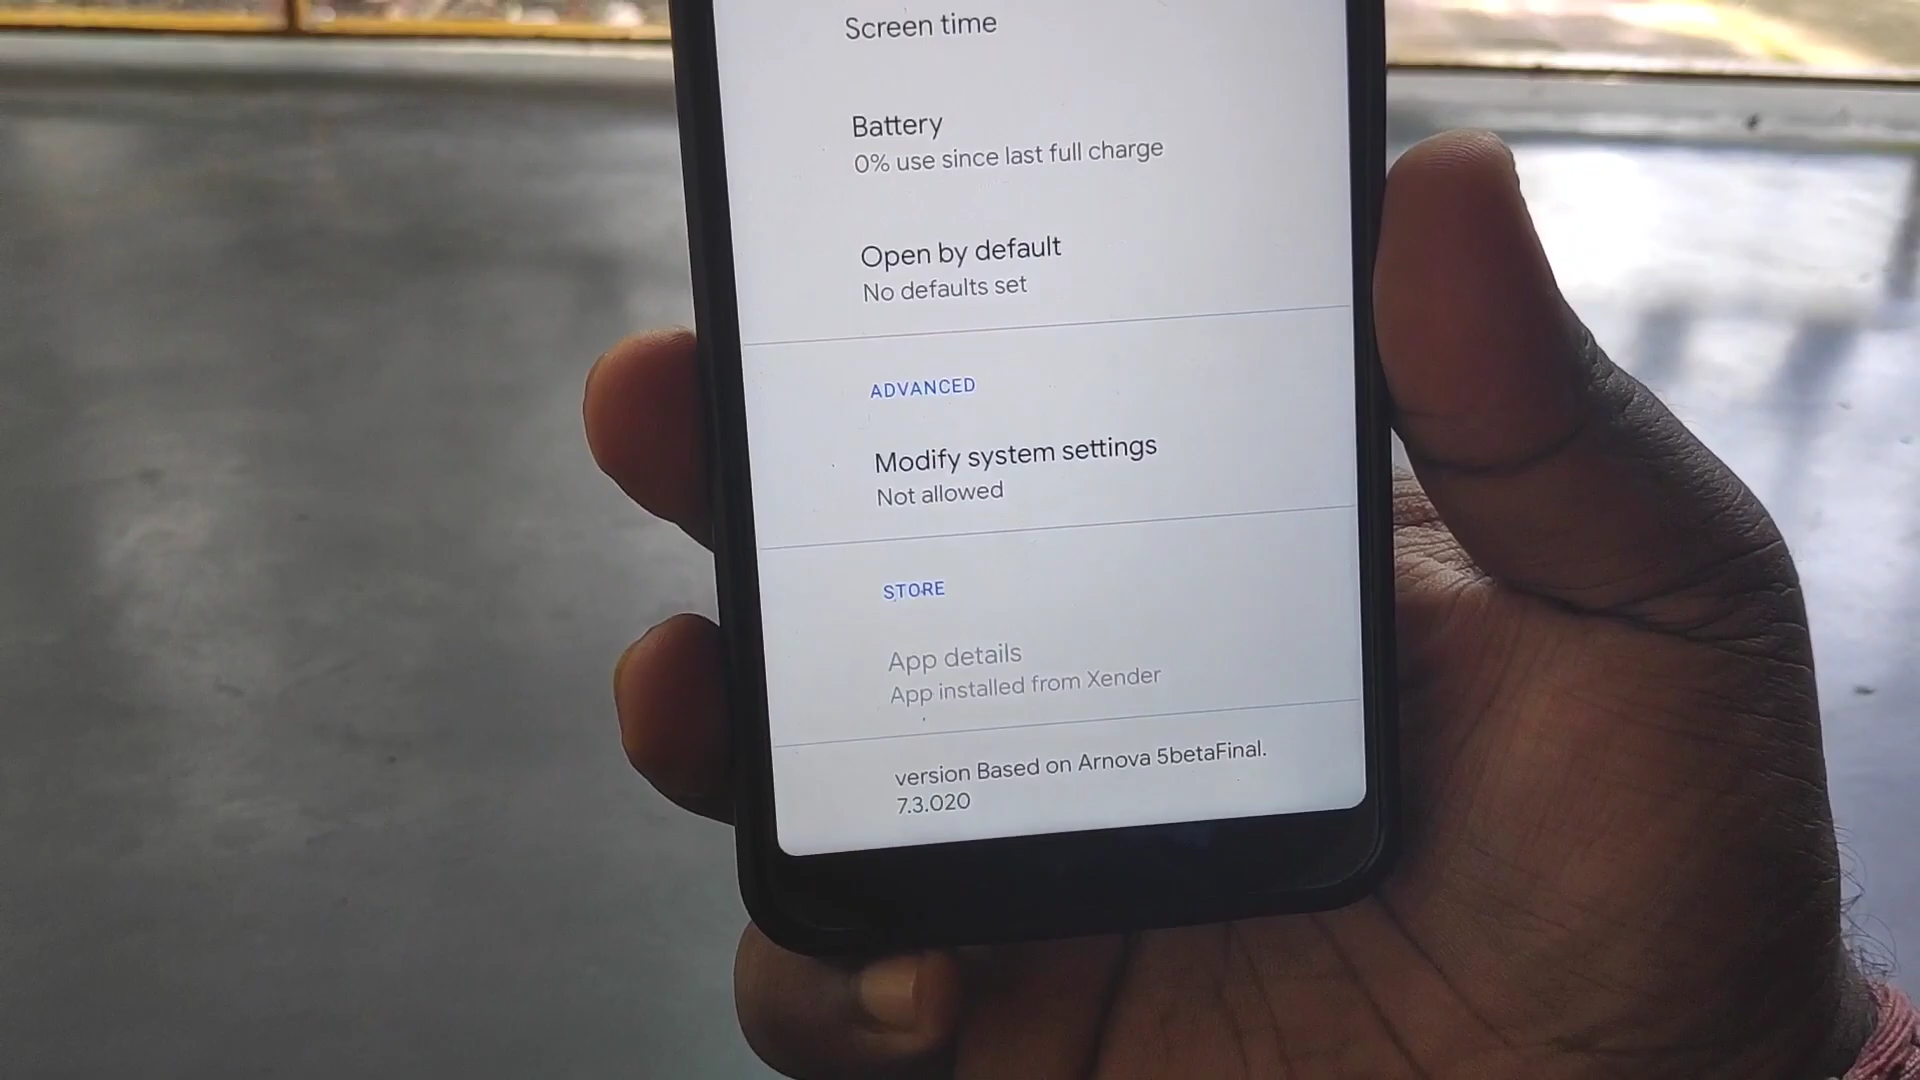 Screen time
Battery
0% use since last full charge
Open by default
No defaults set
ADVANCED
Modify system settings
Not allowed
STORE
App details
App installed from Xender
version Based on Arnova 5betaFinal.
7.3.020